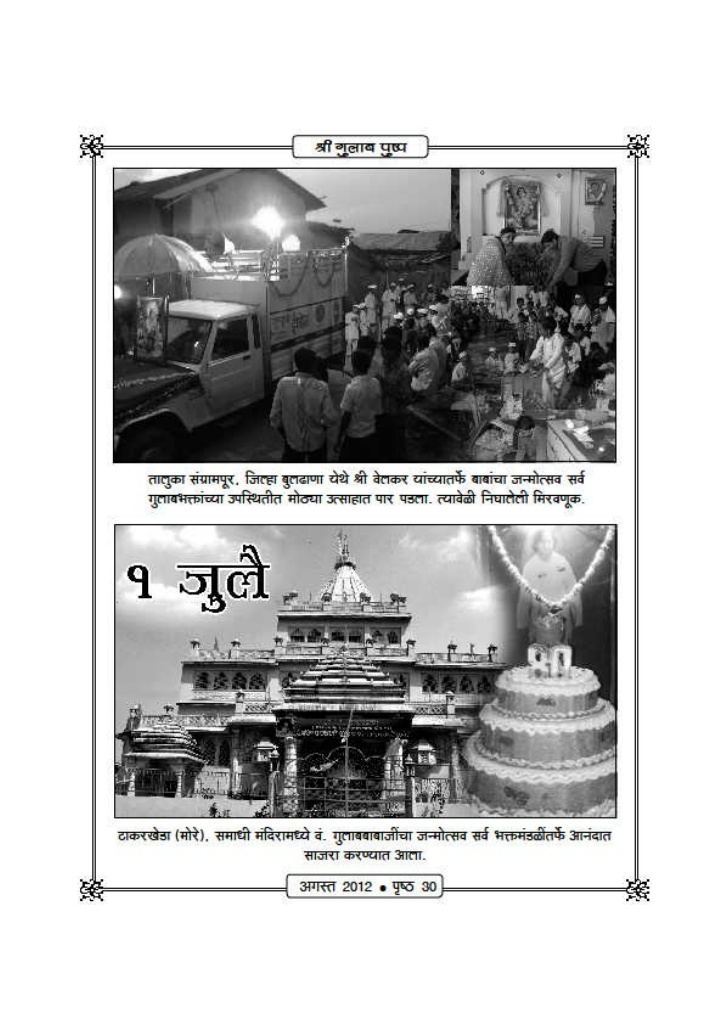 श्री गुलाब पुष्प
तालुका संग्रामपूर, जिल्हा बुलढाणा येथे श्री वेलकर यांच्यातर्फे बाबांचा जन्मोत्सव सर्व
गुलाबभक्तांच्या उपस्थितीत मोठ्या उत्साहात पार पडला. त्यावेळी निघालेली मिरवणूक.
१ जुलै
90
ठाकरखेडा (मोरे), समाधी मंदिरामध्ये वं. गुलाबबाबाजींचा जन्मोत्सव सर्व भक्तमंडळींतर्फे आनंदात
साजरा करण्यात आला.
अगस्त 2012 ● पृष्ठ 30